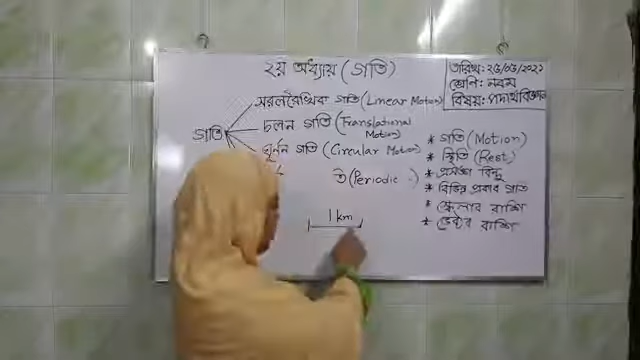 ২য় অধ্যায় (গতি)
তারিখ: ২৫/০৫/২০২১
শ্রেণি: নবম
বিষয়: পদার্থবিজ্ঞান
গতি
সরলরৈখিক গতি (Linear Motion)
চলন গতি (Translational Motion)
ঘূর্নন গতি (Circular Motion)
(Periodic
1 km
* গতি (Motion)
* স্থিতি (Rest)
* প্রসঙ্গ বিন্দু
* বিভিন্ন প্রকার গতি
* স্কেলার রাশি
* ভেক্টর রাশি